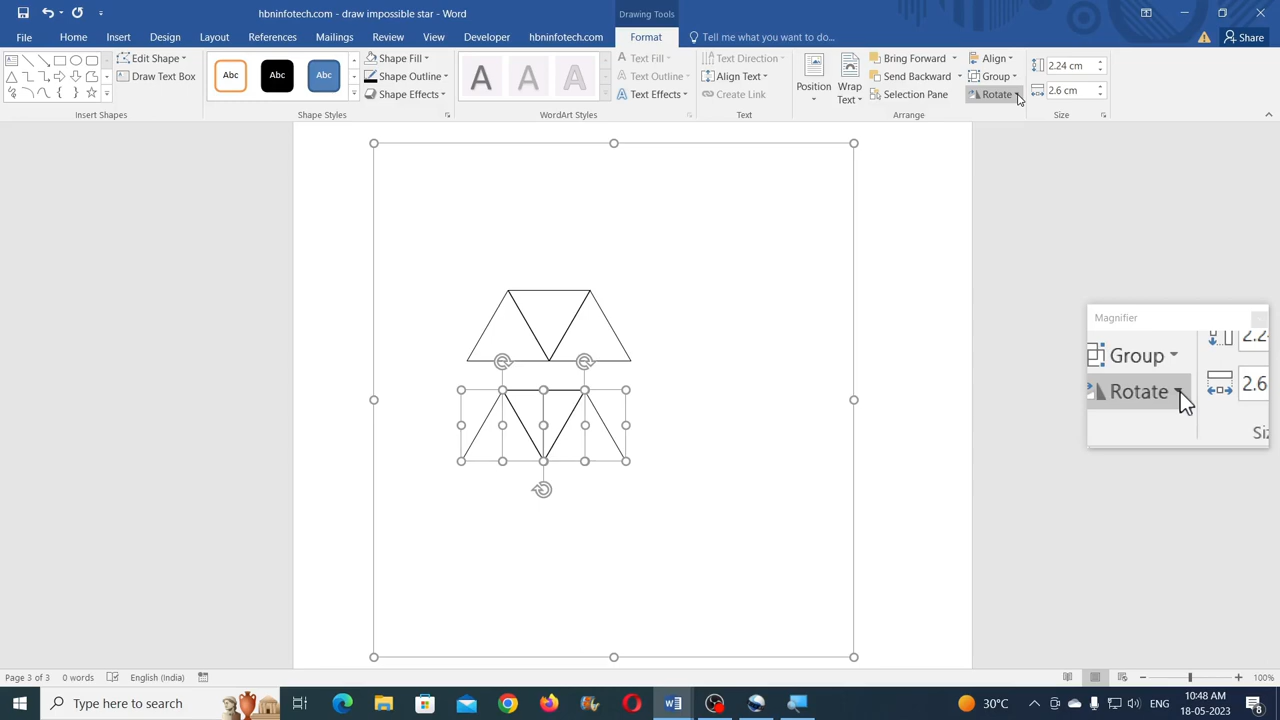 hbninfotech.com - draw impossible star - Word
Drawing Tools
File Home Insert Design Layout References Mailings Review View Developer hbninfotech.com Format Tell me what you want to do... Share
Edit Shape
Draw Text Box
Insert Shapes
Abc Abc Abc
Shape Fill
Shape Outline
Shape Effects
Shape Styles
A A A
Text Fill
Text Outline
Text Effects
WordArt Styles
Text Direction
Align Text
Create Link
Text
Position
Wrap
Text
Bring Forward
Send Backward
Selection Pane
Align
Group
Rotate
Arrange
2.24 cm
2.6 cm
Size
Magnifier
Group
Rotate
2.2
2.6
Siz
Page 3 of 3 0 words English (India) 100%
Type here to search
30°C
ENG
10:48 AM
18-05-2023
8